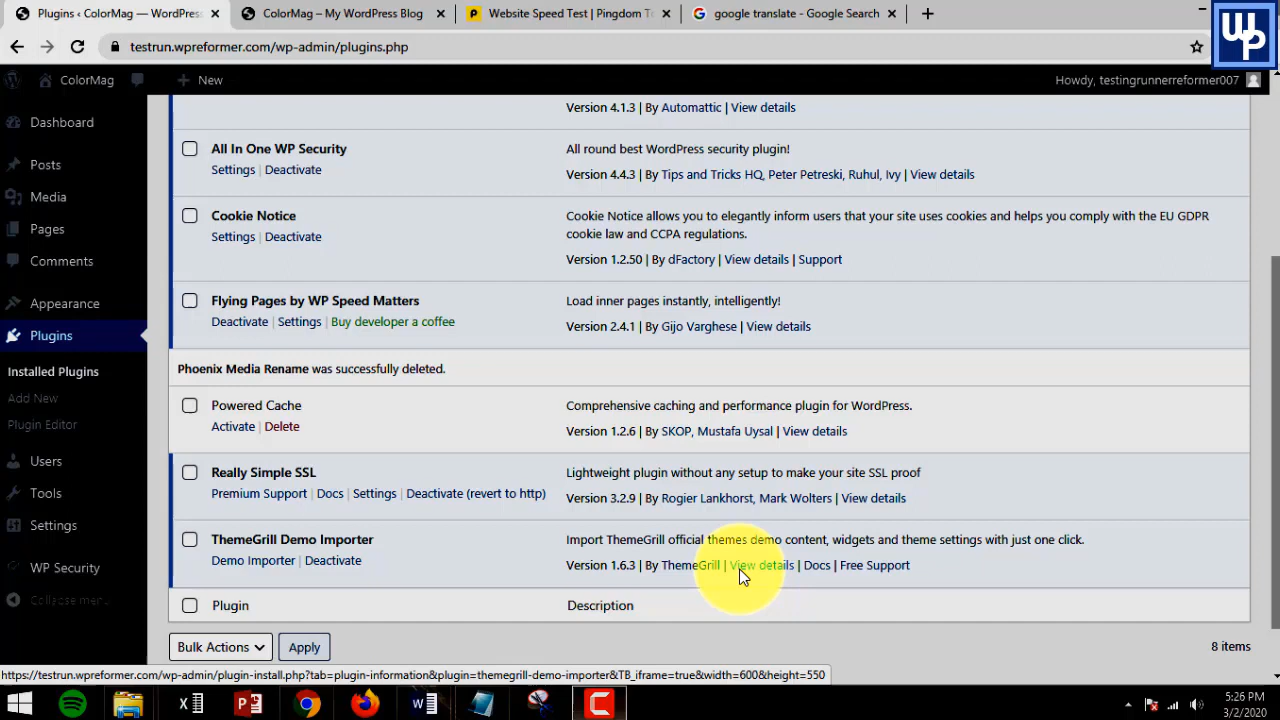 Plugins ‹ ColorMag — WordPress
ColorMag – My WordPress Blog
Website Speed Test | Pingdom T
google translate - Google Search
testrun.wpreformer.com/wp-admin/plugins.php
WP
ColorMag
New
Howdy, testingrunnerreformer007
Dashboard
Posts
Media
Pages
Comments
Appearance
Plugins
Installed Plugins
Add New
Plugin Editor
Users
Tools
Settings
WP Security
Collapse menu
Version 4.1.3 | By Automattic | View details
All In One WP Security
All round best WordPress security plugin!
Settings | Deactivate
Version 4.4.3 | By Tips and Tricks HQ, Peter Petreski, Ruhul, Ivy | View details
Cookie Notice
Cookie Notice allows you to elegantly inform users that your site uses cookies and helps you comply with the EU GDPR
cookie law and CCPA regulations.
Settings | Deactivate
Version 1.2.50 | By dFactory | View details | Support
Flying Pages by WP Speed Matters
Load inner pages instantly, intelligently!
Deactivate | Settings | Buy developer a coffee
Version 2.4.1 | By Gijo Varghese | View details
Phoenix Media Rename was successfully deleted.
Powered Cache
Comprehensive caching and performance plugin for WordPress.
Activate | Delete
Version 1.2.6 | By SKOP, Mustafa Uysal | View details
Really Simple SSL
Lightweight plugin without any setup to make your site SSL proof
Premium Support | Docs | Settings | Deactivate (revert to http)
Version 3.2.9 | By Rogier Lankhorst, Mark Wolters | View details
ThemeGrill Demo Importer
Import ThemeGrill official themes demo content, widgets and theme settings with just one click.
Demo Importer | Deactivate
Version 1.6.3 | By ThemeGrill | View details | Docs | Free Support
Plugin
Description
Bulk Actions
Apply
8 items
https://testrun.wpreformer.com/wp-admin/plugin-install.php?tab=plugin-information&plugin=themegrill-demo-importer&TB_iframe=true&width=600&height=550
5:26 PM
3/2/2020